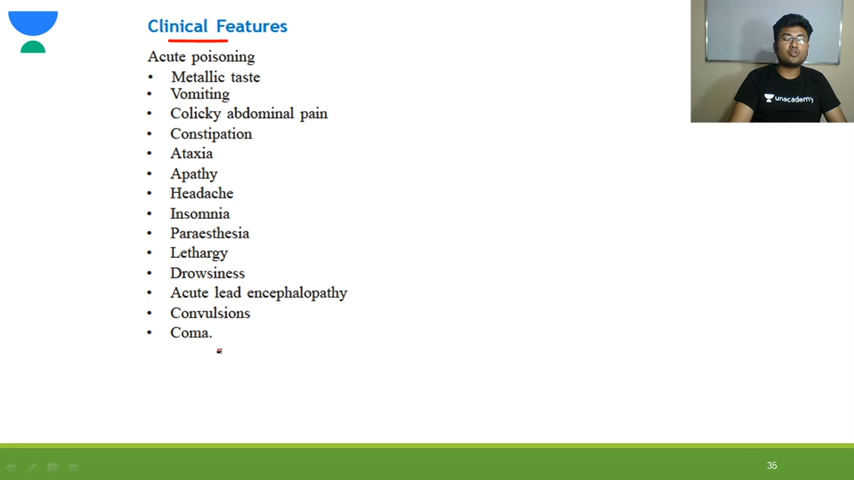 Clinical Features
Acute poisoning
• Metallic taste
• Vomiting
• Colicky abdominal pain
• Constipation
• Ataxia
• Apathy
• Headache
• Insomnia
• Paraesthesia
• Lethargy
• Drowsiness
• Acute lead encephalopathy
• Convulsions
• Coma.
unacademy
35